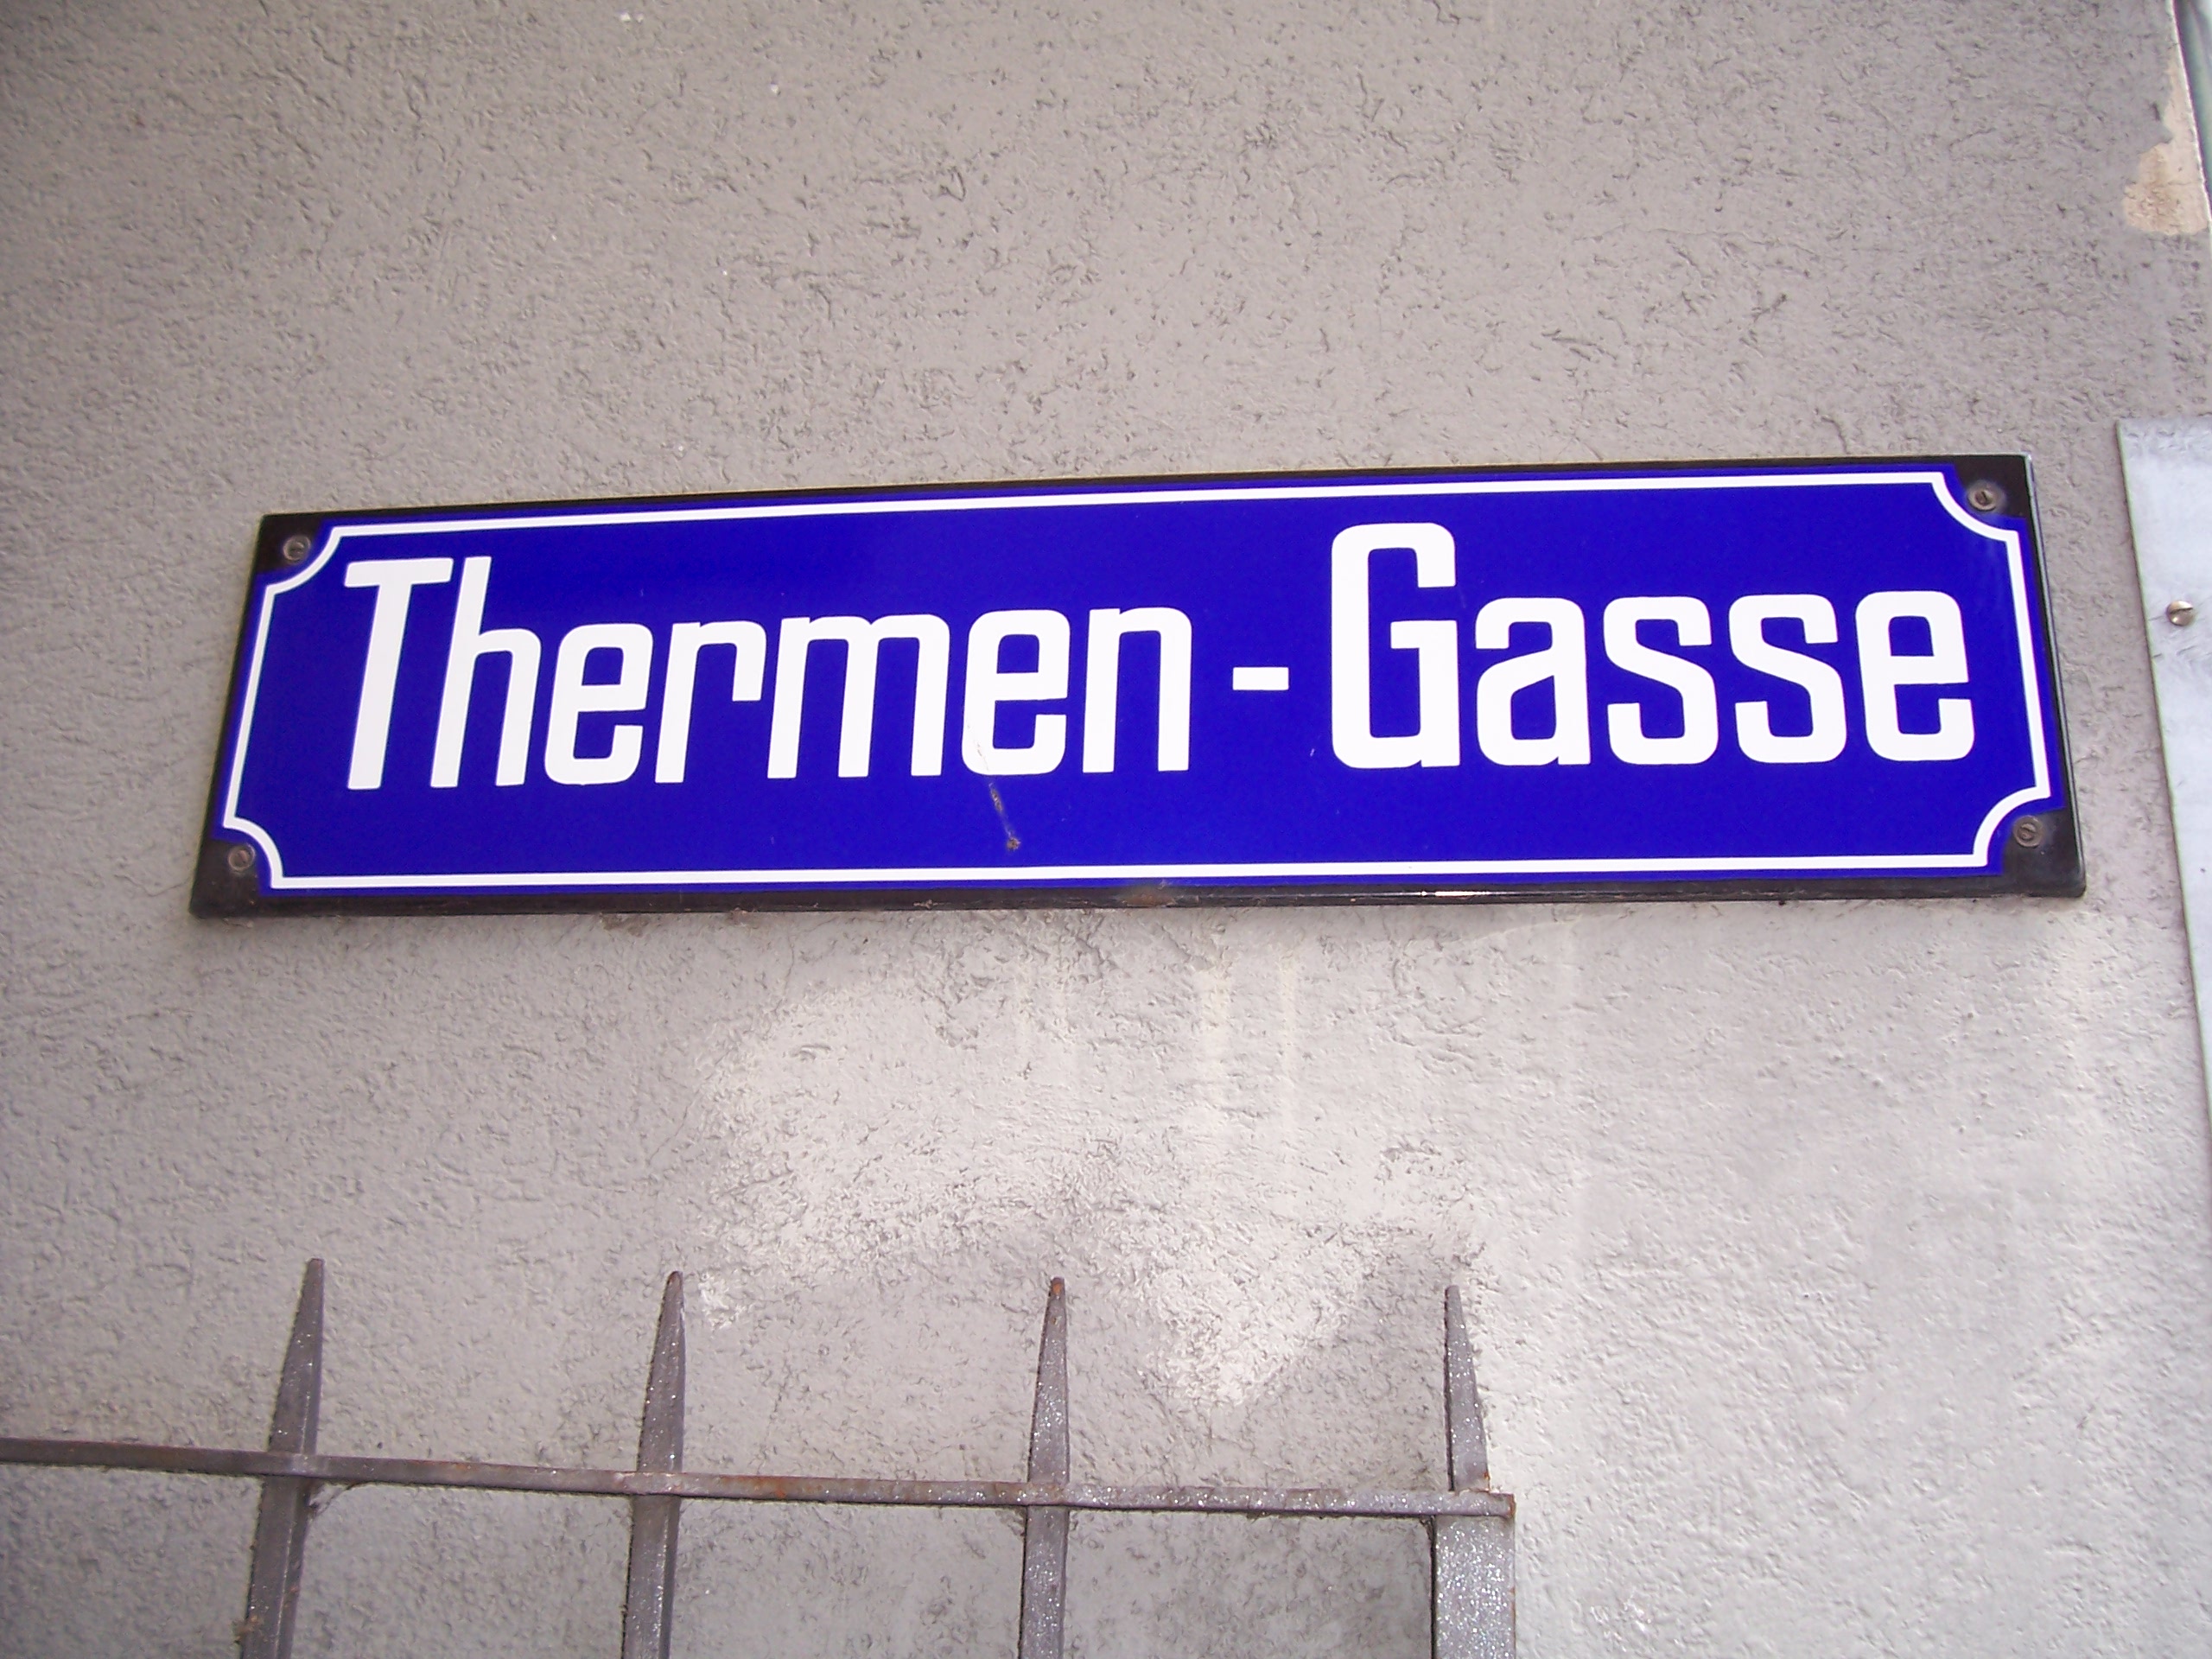 Thermen - Gasse